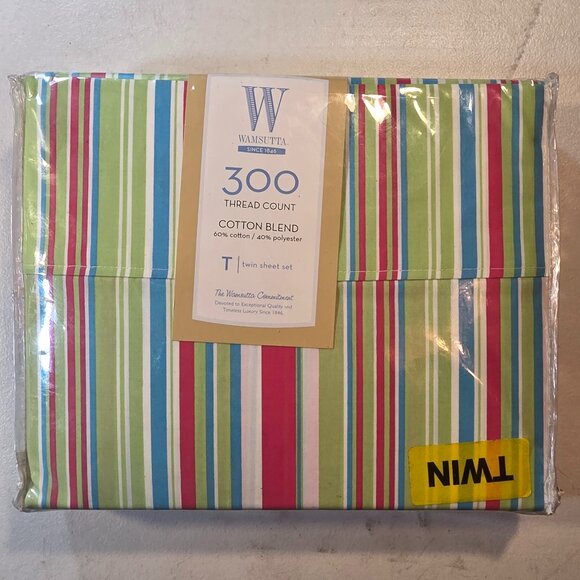 W
WAMSUTTA
SINCE 1846
300
THREAD COUNT
COTTON BLEND
60% cotton / 40% polyester
T | twin sheet set
The Wamsutta Commitment
Devoted to Exceptional Quality and
Timeless Luxury Since 1846.
TWIN